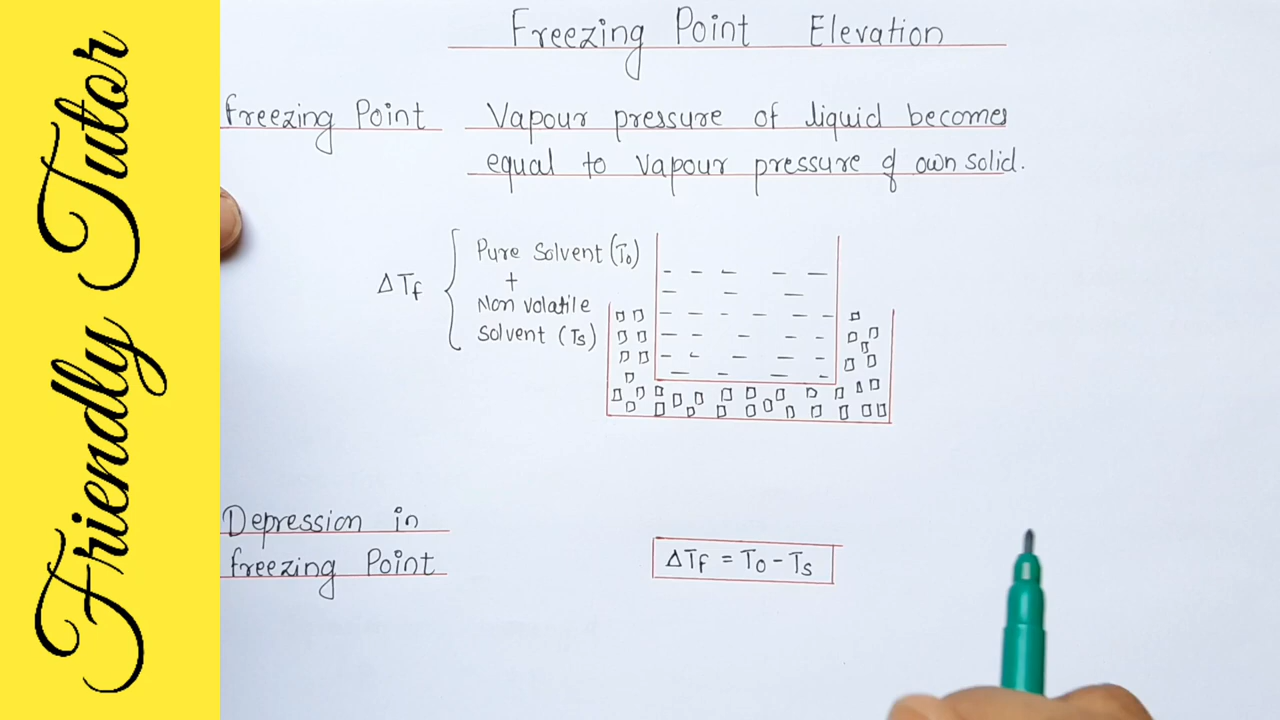 Friendly Tutor
Freezing Point Elevation
freezing Point Vapour pressure of liquid becomes
equal to vapour pressure of own solid.
Pure Solvent (T₀)
+
ΔTf
Non volatile
Solvent (Ts)
Depression in
freezing Point
ΔTf = T₀ - Ts